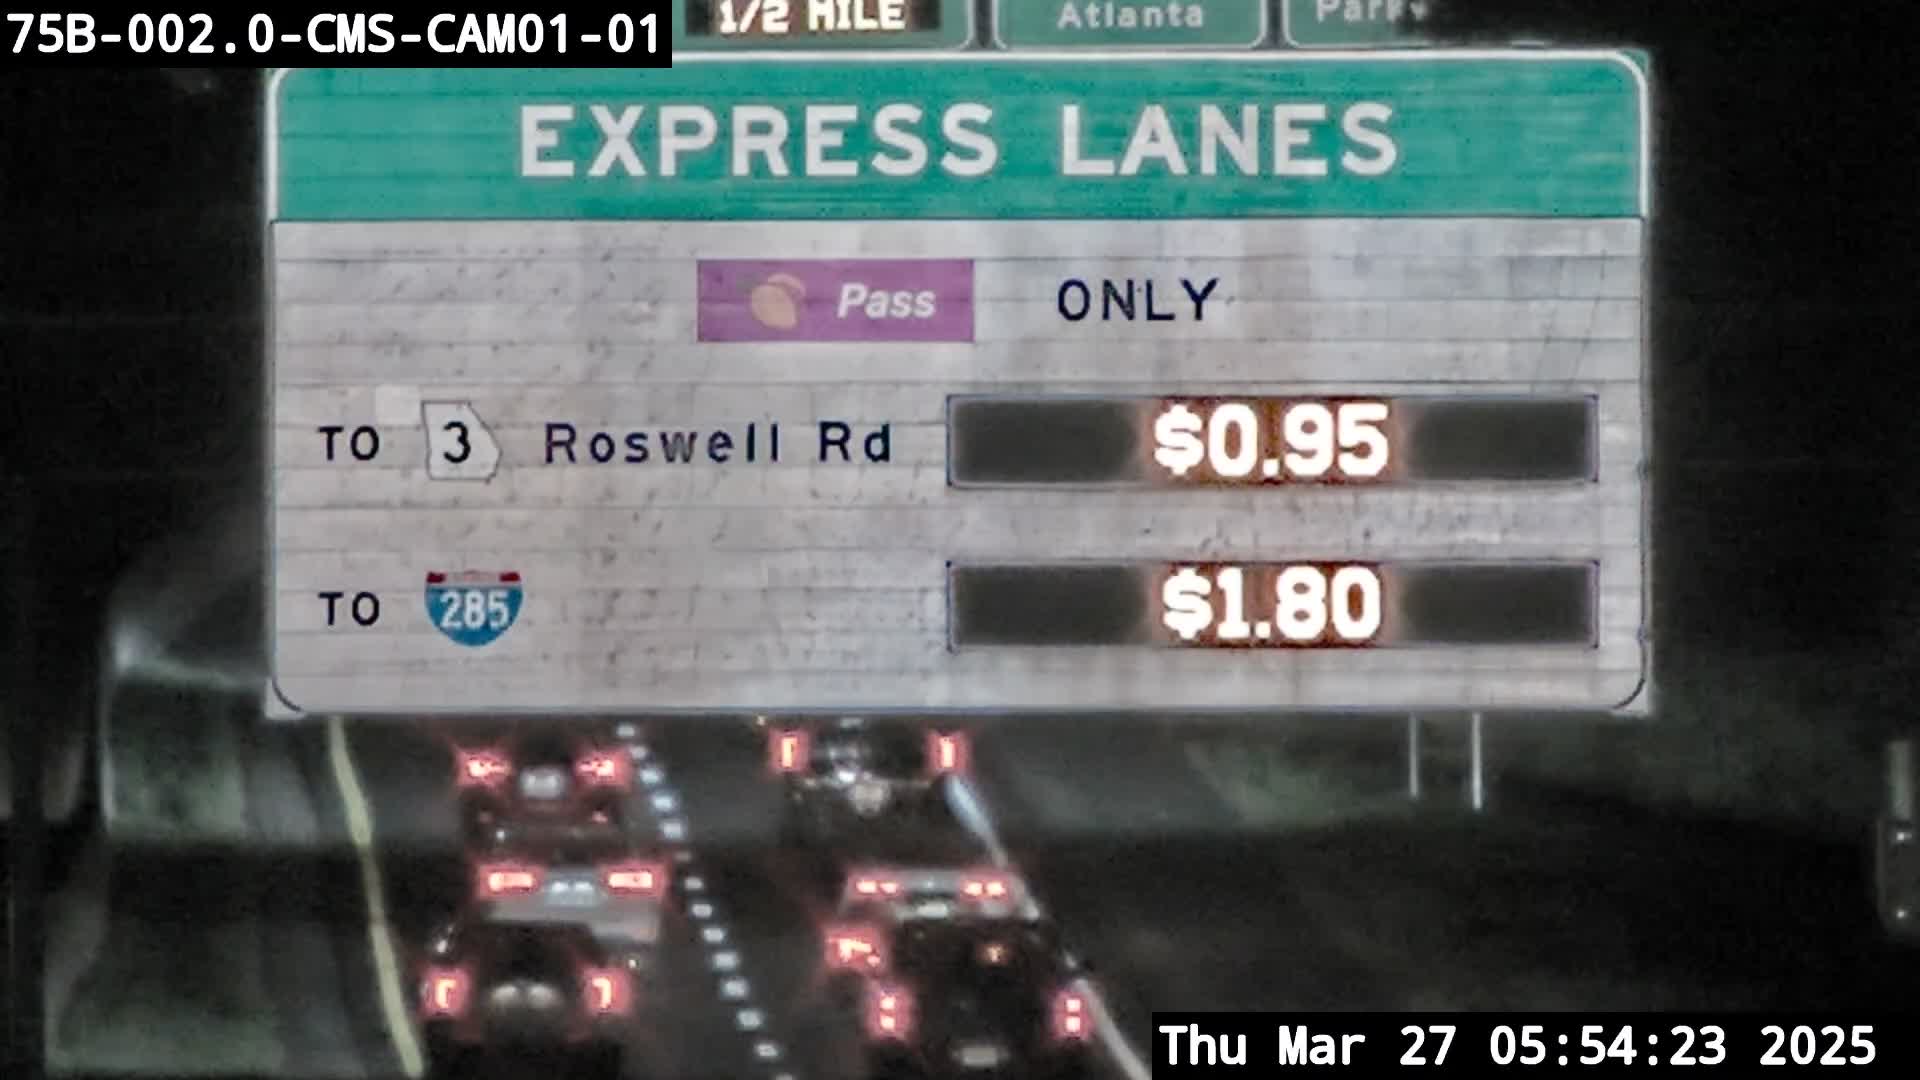 75B-002.0-CMS-CAM01-01
1/2 MILE
Atlanta
EXPRESS LANES
Pass ONLY
TO 3 Roswell Rd $0.95
TO 285 $1.80
Thu Mar 27 05:54:23 2025